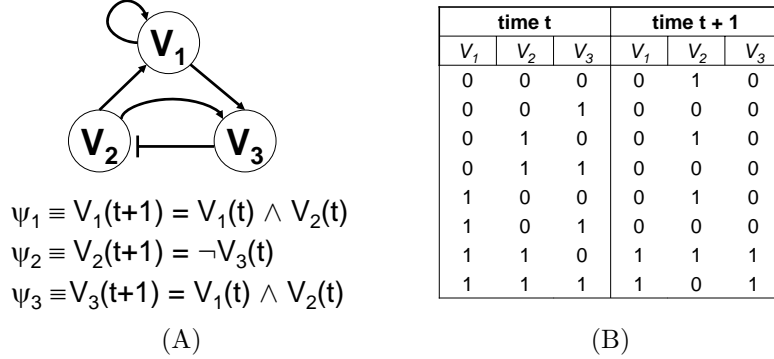 V₁
V₂ V₃
ψ₁ ≡ V₁(t+1) = V₁(t) ∧ V₂(t)
ψ₂ ≡ V₂(t+1) = ¬V₃(t)
ψ₃ ≡V₃(t+1) = V₁(t) ∧ V₂(t)
(A)
time t time t + 1
V₁ V₂ V₃ V₁ V₂ V₃
0 0 0 0 1 0
0 0 1 0 0 0
0 1 0 0 1 0
0 1 1 0 0 0
1 0 0 0 1 0
1 0 1 0 0 0
1 1 0 1 1 1
1 1 1 1 0 1
(B)